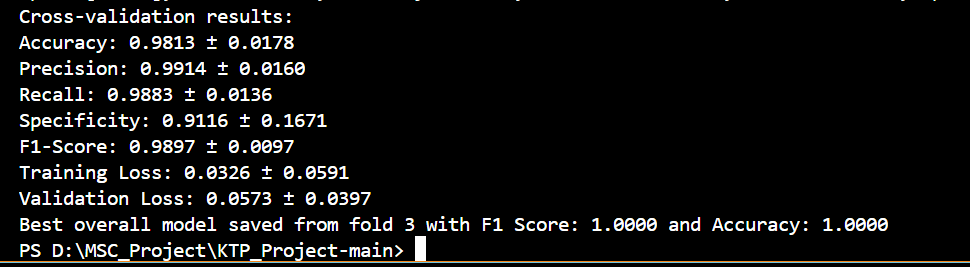 Cross-validation results:
Accuracy: 0.9813 ± 0.0178
Precision: 0.9914 ± 0.0160
Recall: 0.9883 ± 0.0136
Specificity: 0.9116 ± 0.1671
F1-Score: 0.9897 ± 0.0097
Training Loss: 0.0326 ± 0.0591
Validation Loss: 0.0573 ± 0.0397
Best overall model saved from fold 3 with F1 Score: 1.0000 and Accuracy: 1.0000
PS D:\MSC_Project\KTP_Project-main>